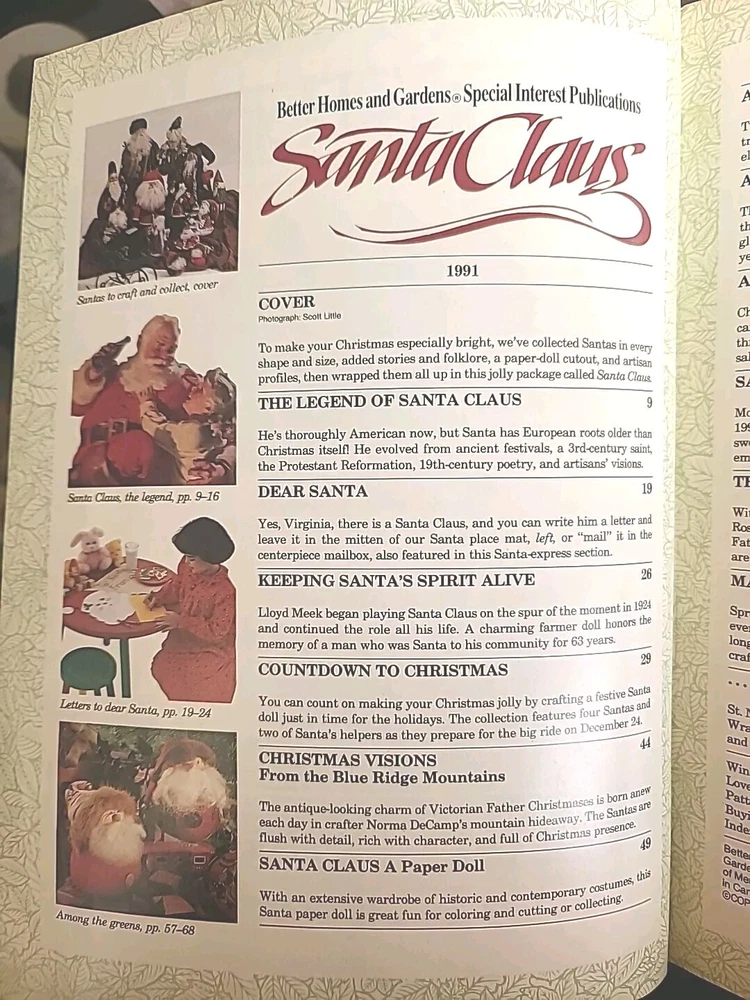 Better Homes and Gardens® Special Interest Publications
Santa Claus
1991
Santas to craft and collect, cover
Santa Claus, the legend, pp. 9–16
Letters to dear Santa, pp. 19–24
Among the greens, pp. 57–68
COVER
Photograph: Scott Little
To make your Christmas especially bright, we've collected Santas in every
shape and size, added stories and folklore, a paper-doll cutout, and artisan
profiles, then wrapped them all up in this jolly package called Santa Claus.
THE LEGEND OF SANTA CLAUS 9
He's thoroughly American now, but Santa has European roots older than
Christmas itself! He evolved from ancient festivals, a 3rd-century saint,
the Protestant Reformation, 19th-century poetry, and artisans' visions.
DEAR SANTA 19
Yes, Virginia, there is a Santa Claus, and you can write him a letter and
leave it in the mitten of our Santa place mat, left, or "mail" it in the
centerpiece mailbox, also featured in this Santa-express section.
KEEPING SANTA'S SPIRIT ALIVE 26
Lloyd Meek began playing Santa Claus on the spur of the moment in 1924
and continued the role all his life. A charming farmer doll honors the
memory of a man who was Santa to his community for 63 years.
COUNTDOWN TO CHRISTMAS 29
You can count on making your Christmas jolly by crafting a festive Santa
doll just in time for the holidays. The collection features four Santas and
two of Santa's helpers as they prepare for the big ride on December 24.
CHRISTMAS VISIONS 44
From the Blue Ridge Mountains
The antique-looking charm of Victorian Father Christmases is born anew
each day in crafter Norma DeCamp's mountain hideaway. The Santas are
flush with detail, rich with character, and full of Christmas presence.
SANTA CLAUS A Paper Doll 49
With an extensive wardrobe of historic and contemporary costumes, this
Santa paper doll is great fun for coloring and cutting or collecting.